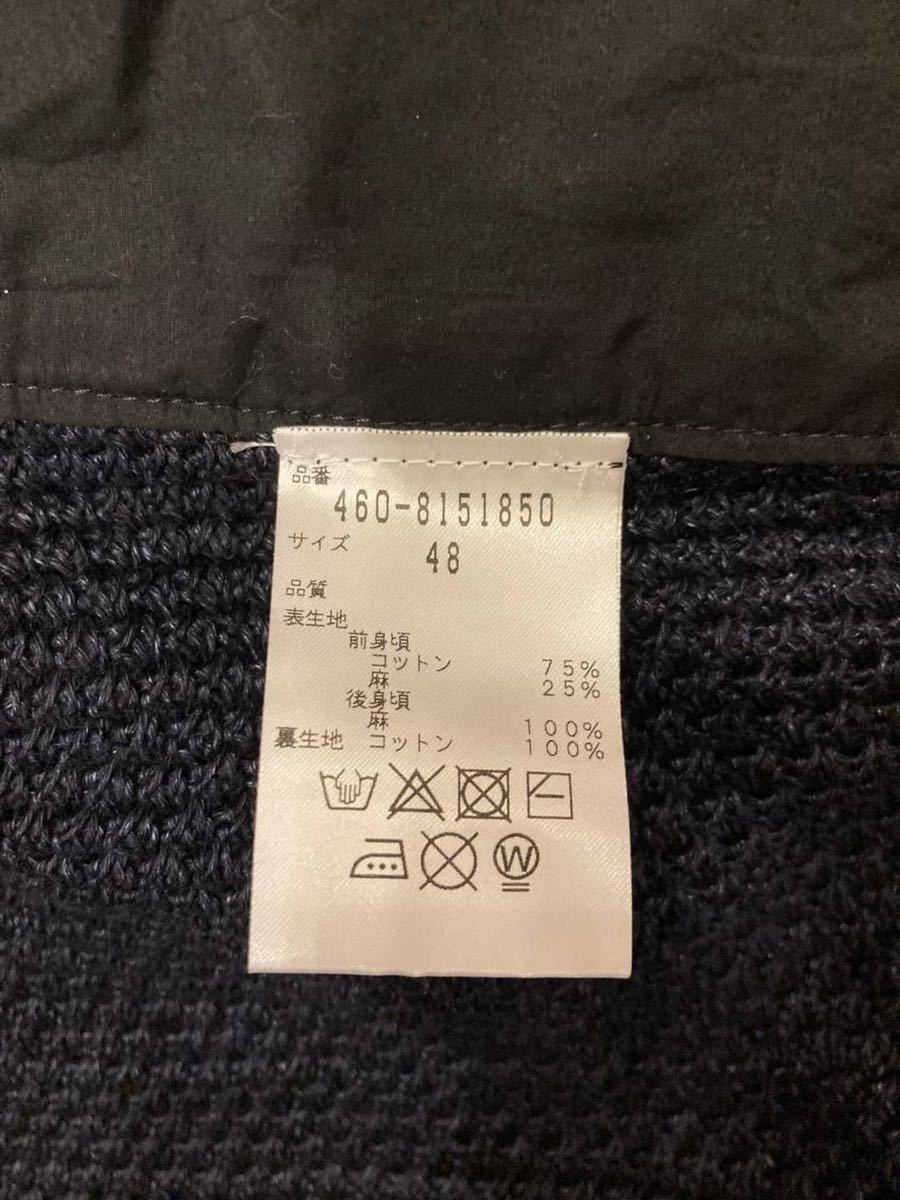 品番
460-8151850
サイズ
48
品質
表生地
前身頃
コットン 75%
麻 25%
後身頃
麻 100%
裏生地 コットン 100%
W